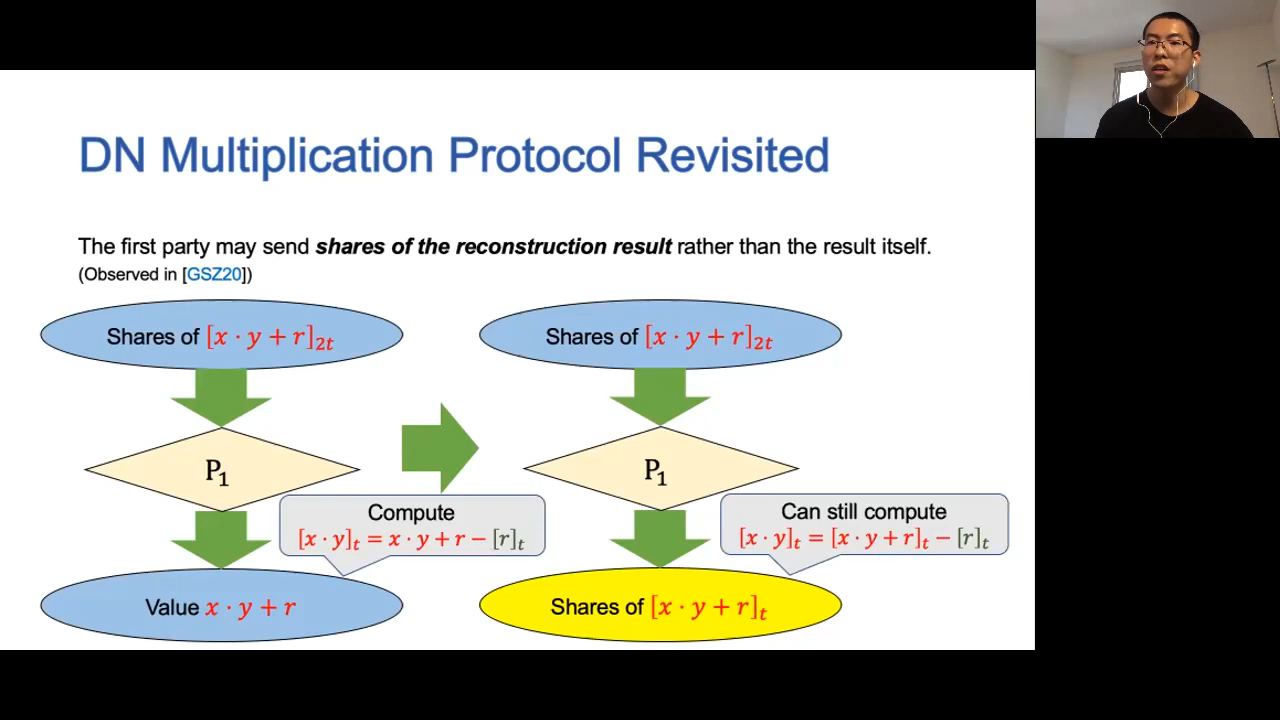 DN Multiplication Protocol Revisited
The first party may send shares of the reconstruction result rather than the result itself.
(Observed in [GSZ20])
Shares of [x · y + r]₂ₜ
P₁
Compute
[x · y]ₜ = x · y + r − [r]ₜ
Value x · y + r
Shares of [x · y + r]₂ₜ
P₁
Can still compute
[x · y]ₜ = [x · y + r]ₜ − [r]ₜ
Shares of [x · y + r]ₜ